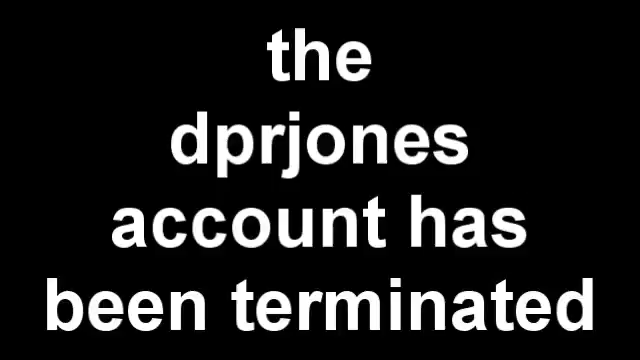 the
dprjones
account has
been terminated